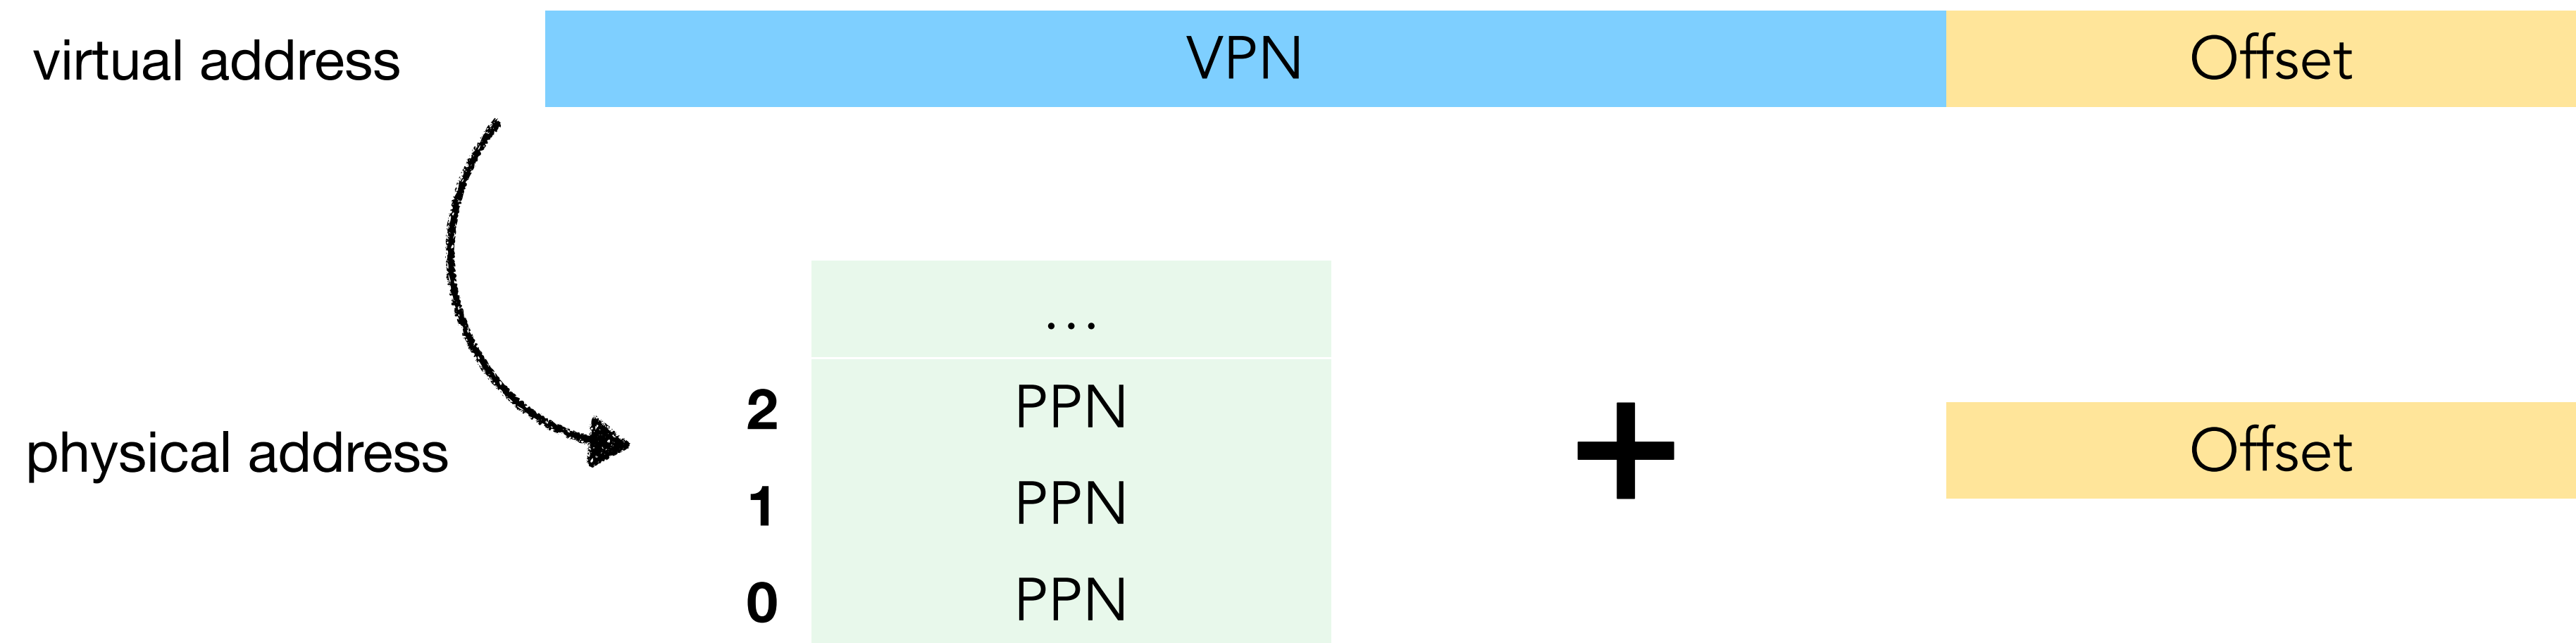 virtual address VPN Offset
...
2 PPN
physical address + Offset
1 PPN
0 PPN